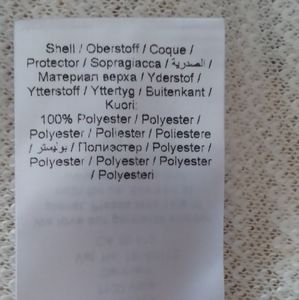 Shell / Oberstoff / Coque /
Protector / Sopragiacca / الصدرية /
Материал верха / Yderstof /
Ytterstoff / Yttertyg / Buitenkant /
Kuori:
100% Polyester / Polyester /
Polyester / Poliester / Poliestere
/ بوليستر / Полиэстер / Polyester /
Polyester / Polyester / Polyester
/ Polyesteri